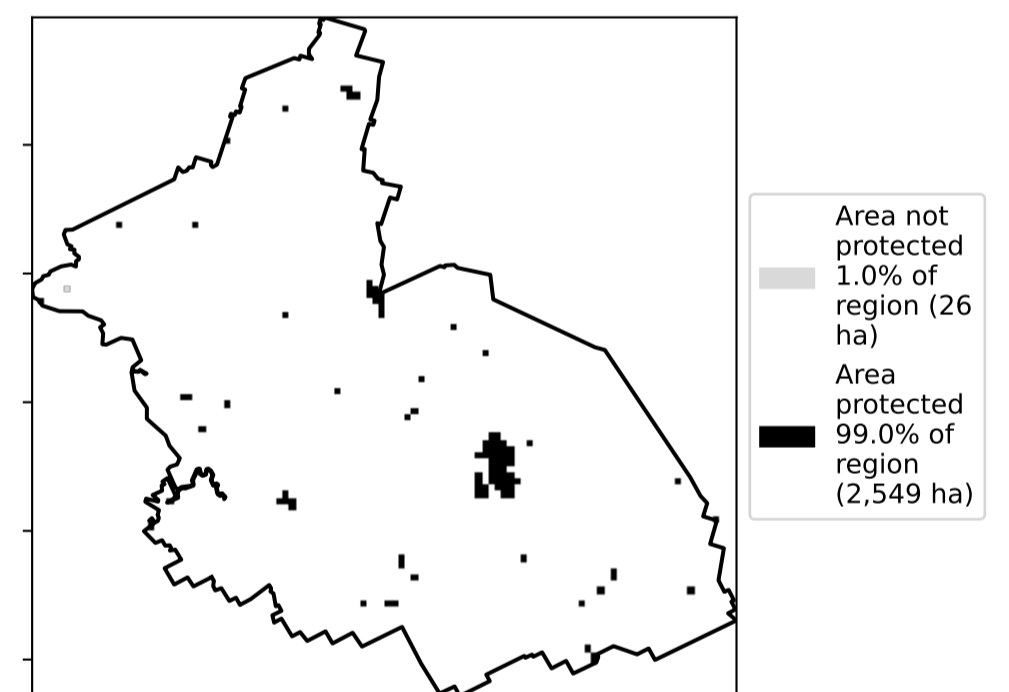 Area not
protected
1.0% of
region (26
ha)
Area
protected
99.0% of
region
(2,549 ha)